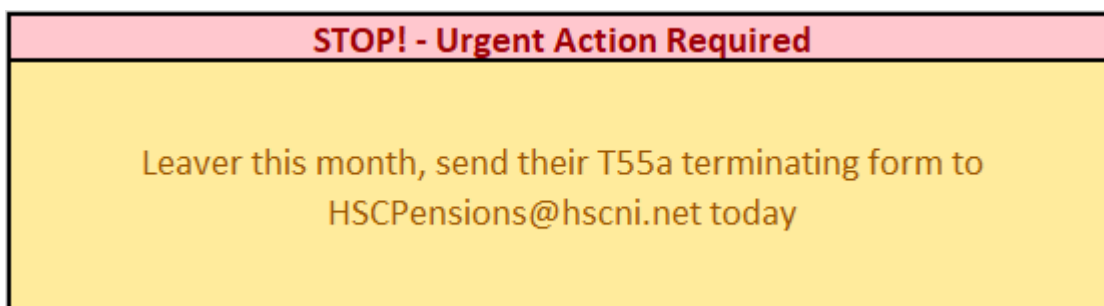 STOP! - Urgent Action Required
Leaver this month, send their T55a terminating form to
HSCPensions@hscni.net today